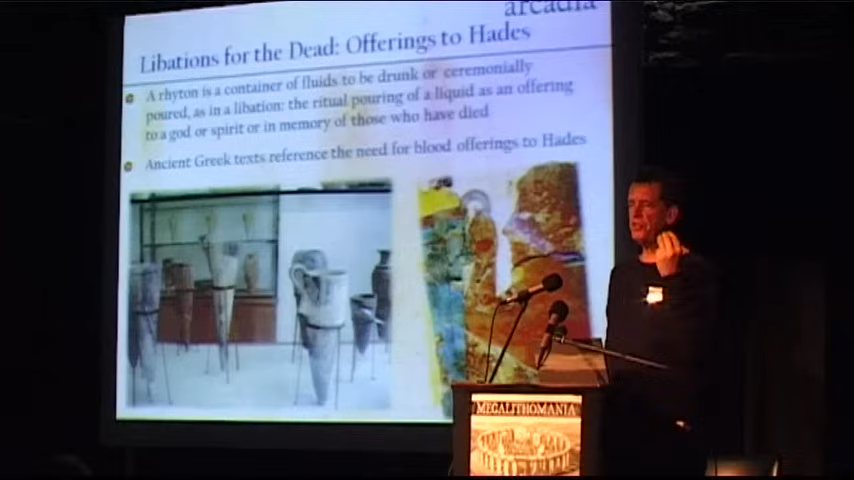 arcadia
Libations for the Dead: Offerings to Hades
A rhyton is a container of fluids to be drunk or ceremonially
poured, as in a libation: the ritual pouring of a liquid as an offering
to a god or spirit or in memory of those who have died
Ancient Greek texts reference the need for blood offerings to Hades
MEGALITHOMANIA